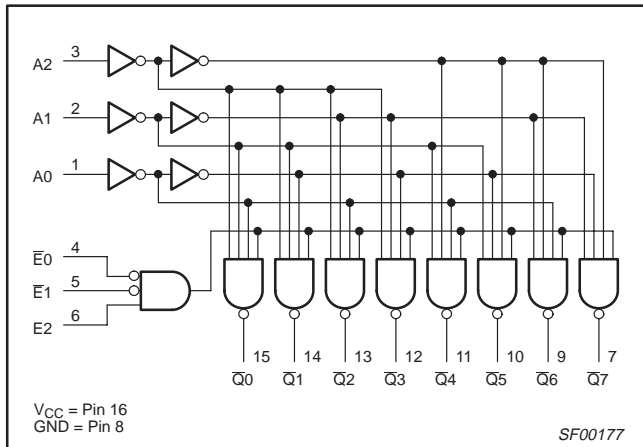 A2 3
A1 2
A0 1
E̅0 4
E̅1 5
E2 6
15 14 13 12 11 10 9 7
Q̅0 Q̅1 Q̅2 Q̅3 Q̅4 Q̅5 Q̅6 Q̅7
VCC = Pin 16
GND = Pin 8
SF00177